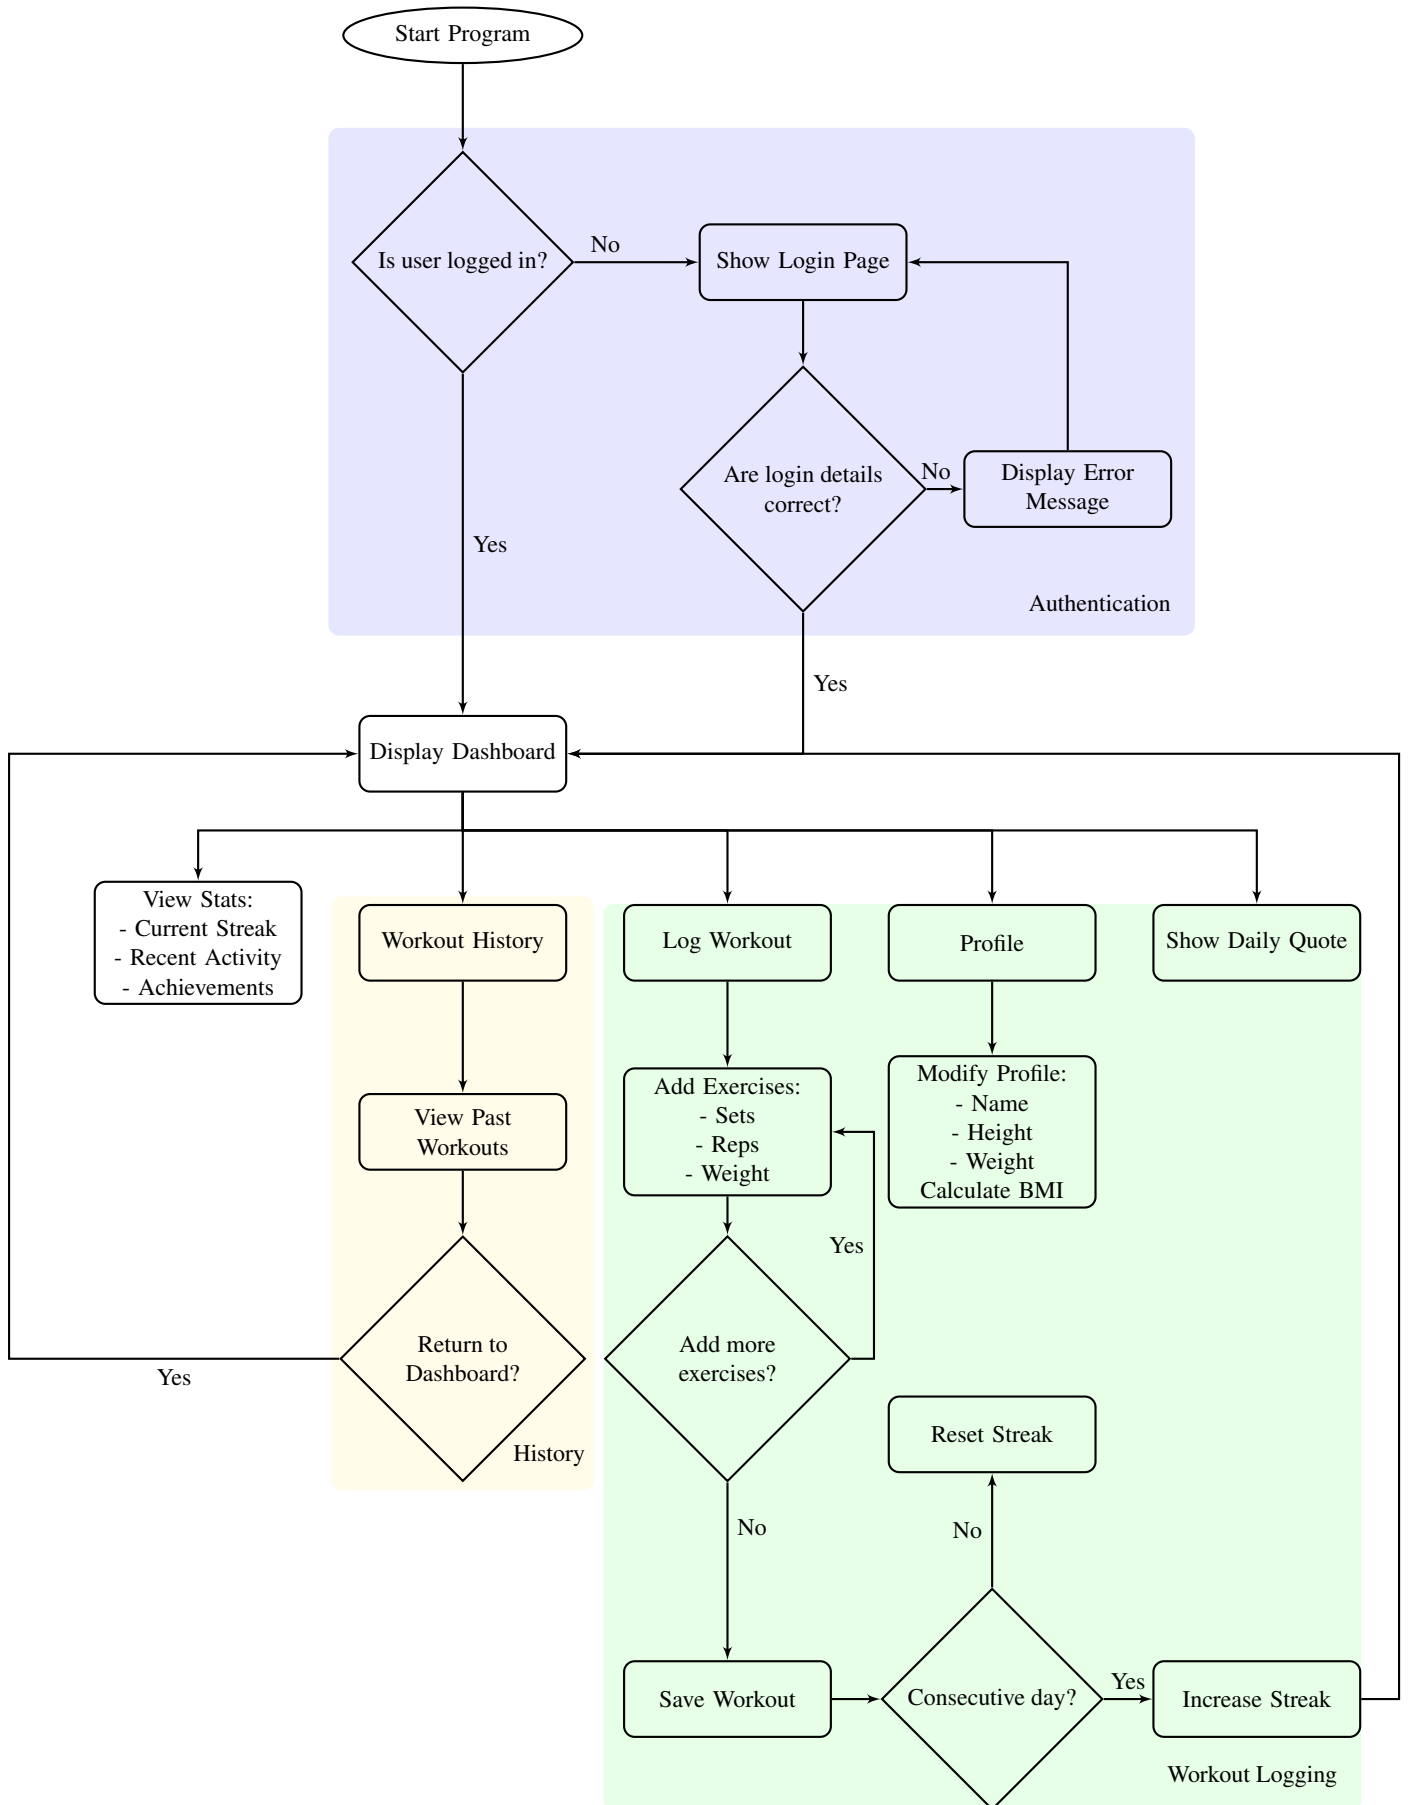 Start Program
Is user logged in?
No
Show Login Page
Are login details
correct?
No
Display Error
Message
Yes
Authentication
Yes
Display Dashboard
View Stats:
- Current Streak
- Recent Activity
- Achievements
Workout History
Log Workout
Profile
Show Daily Quote
View Past
Workouts
Add Exercises:
- Sets
- Reps
- Weight
Modify Profile:
- Name
- Height
- Weight
Calculate BMI
Yes
Return to
Dashboard?
Yes
Add more
exercises?
History
Reset Streak
No
No
Save Workout
Consecutive day?
Yes
Increase Streak
Workout Logging